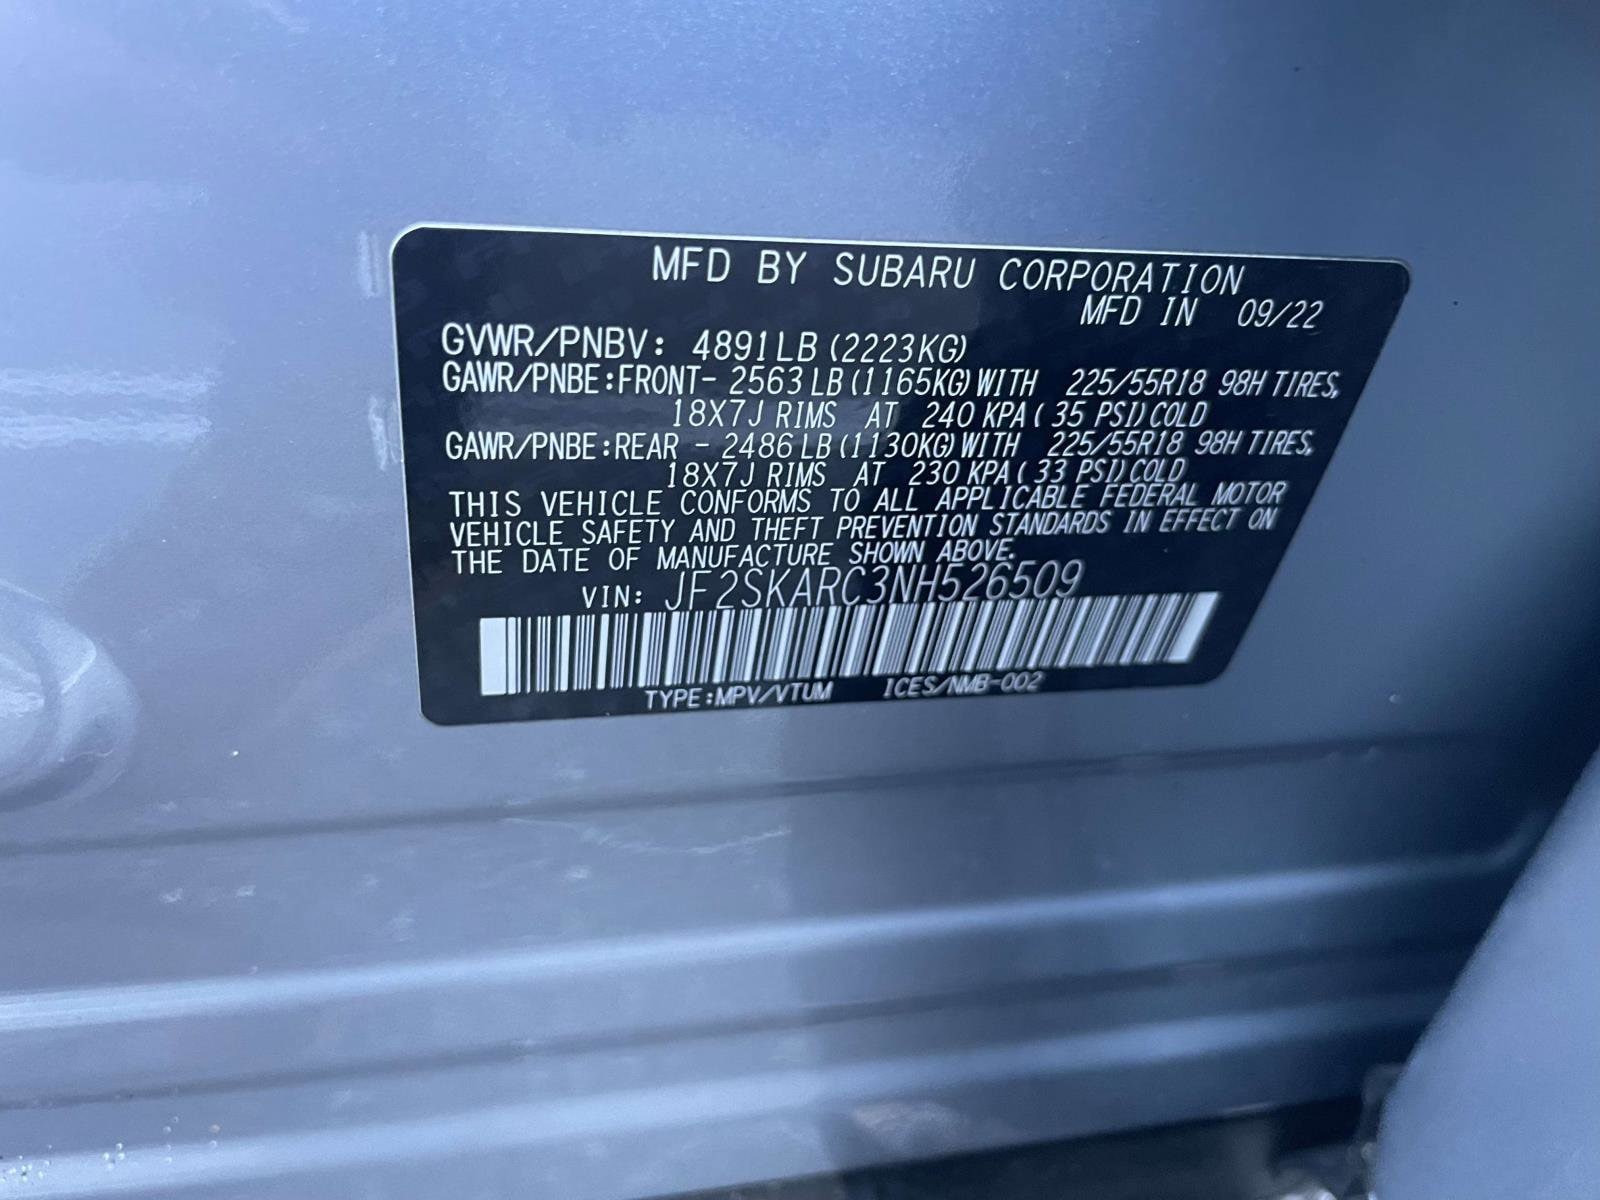 MFD BY SUBARU CORPORATION
MFD IN 09/22
GVWR/PNBV: 4891LB (2223KG)
GAWR/PNBE:FRONT- 2563 LB (1165KG) WITH 225/55R18 98H TIRES,
18X7J RIMS AT 240 KPA ( 35 PSI) COLD
GAWR/PNBE:REAR - 2486 LB (1130KG) WITH 225/55R18 98H TIRES,
18X7J RIMS AT 230 KPA ( 33 PSI) COLD
THIS VEHICLE CONFORMS TO ALL APPLICABLE FEDERAL MOTOR
VEHICLE SAFETY AND THEFT PREVENTION STANDARDS IN EFFECT ON
THE DATE OF MANUFACTURE SHOWN ABOVE.
VIN: JF2SKARC3NH526509
TYPE:MPV/VTUM ICES/NMB-002